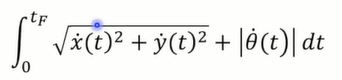 ∫₀^{t_F} √(ẋ(t)² + ẏ(t)²) + |θ̇(t)| dt